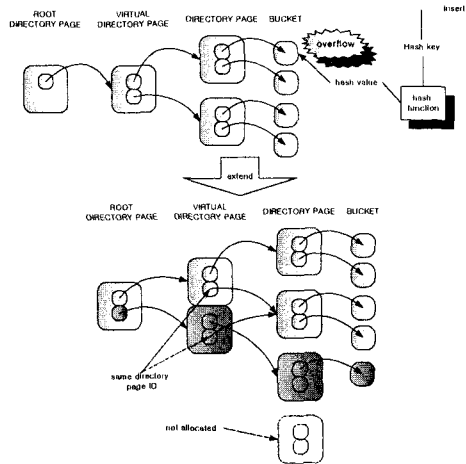 ROOT
DIRECTORY PAGE
VIRTUAL
DIRECTORY PAGE
DIRECTORY PAGE
BUCKET
insert
overflow
Hash key
hash value
hash
function
extend
ROOT
DIRECTORY PAGE
VIRTUAL
DIRECTORY PAGE
DIRECTORY PAGE
BUCKET
same directory
page ID
not allocated